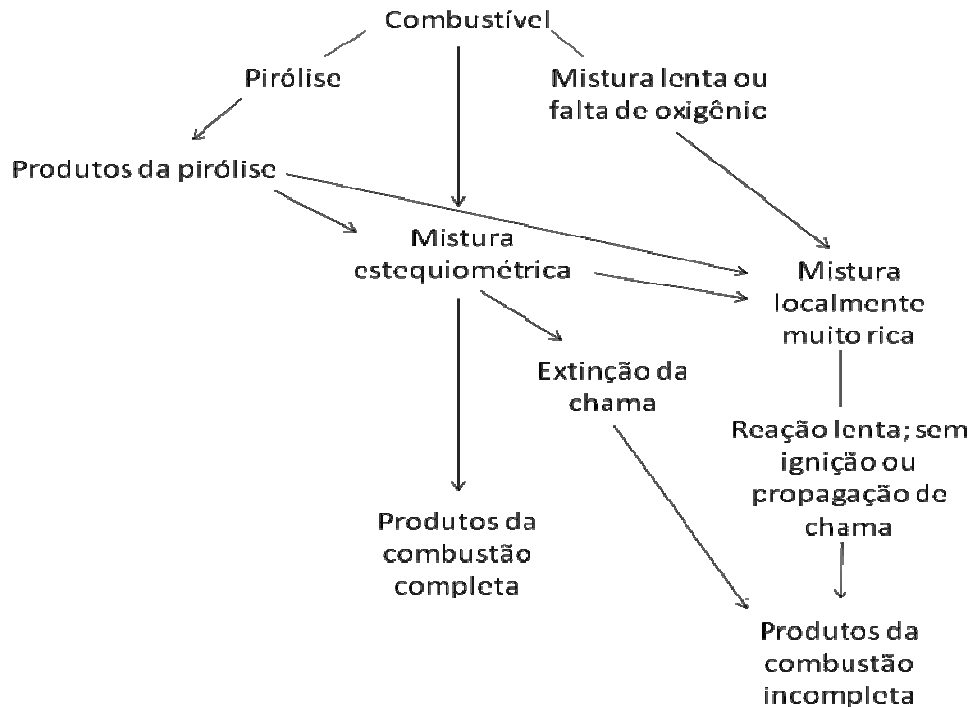 Combustível
Pirólise
Mistura lenta ou
falta de oxigênic
Produtos da pirólise
Mistura
estequiométrica
Mistura
localmente
muito rica
Extinção da
chama
Reação lenta; sem
ignição ou
propagação de
chama
Produtos da
combustão
completa
Produtos da
combustão
incompleta